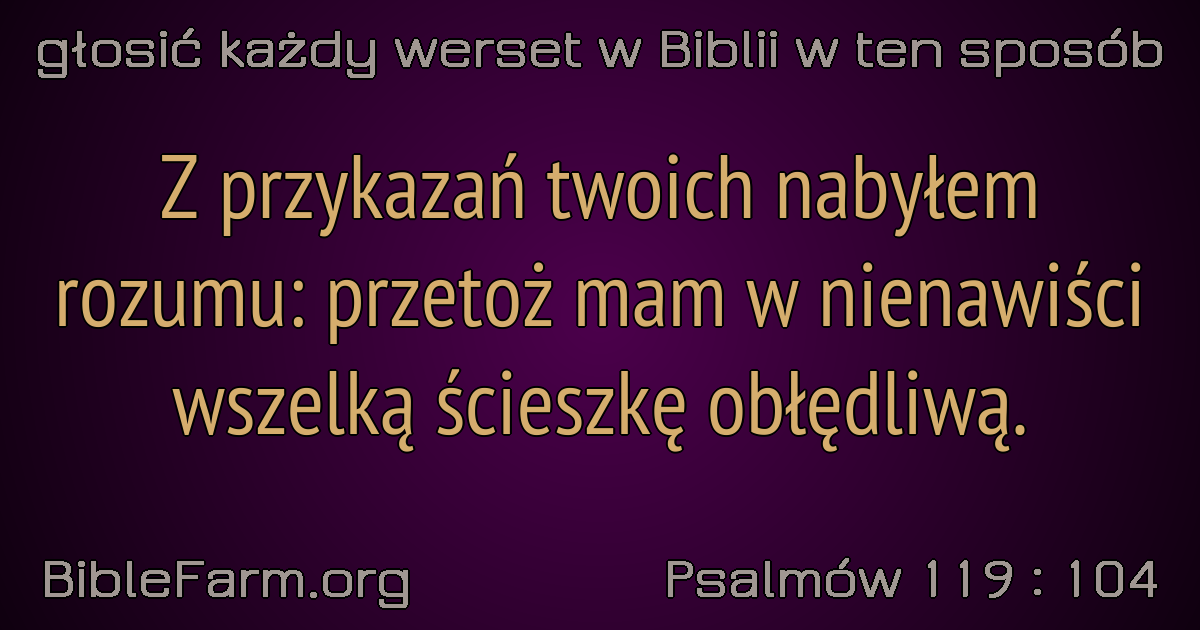 głosić każdy werset w Biblii w ten sposób
Z przykazań twoich nabyłem
rozumu: przetoż mam w nienawiści
wszelką ścieszkę obłędliwą.
BibleFarm.org
Psalmów 119 : 104